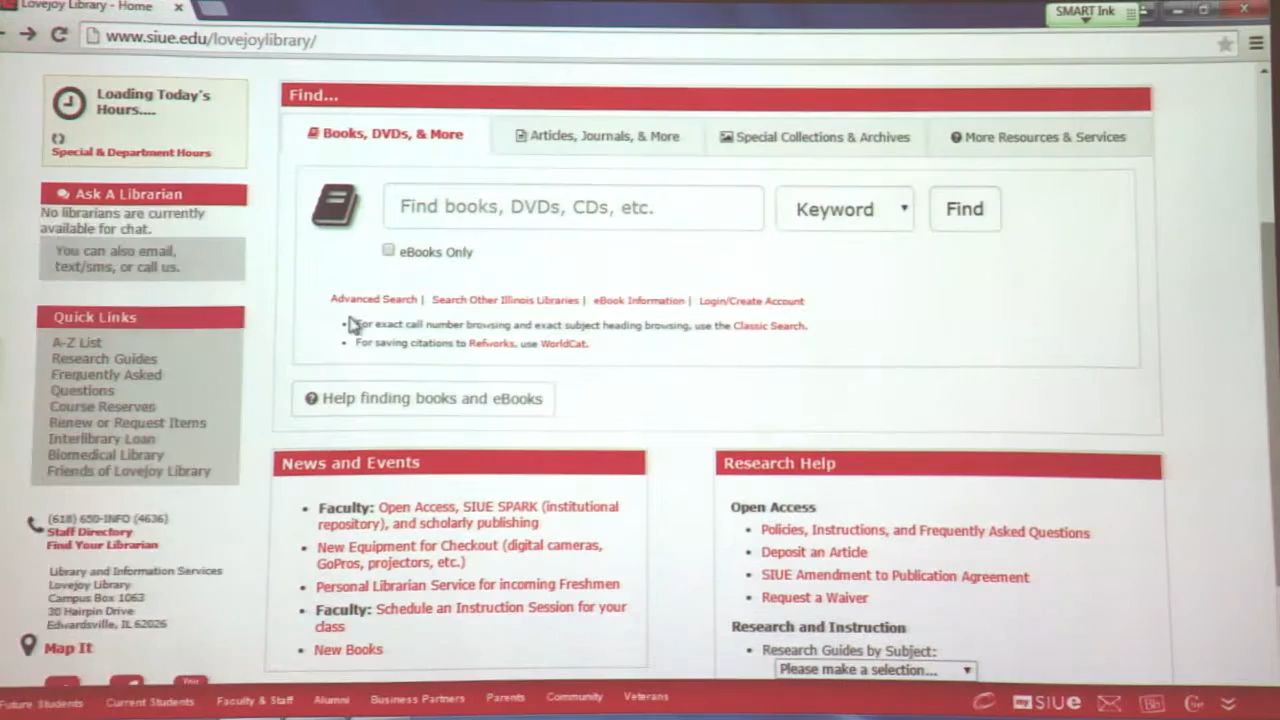 Lovejoy Library - Home
SMART Ink
www.siue.edu/lovejoylibrary/
Loading Today's
Hours....
Special & Department Hours
Ask A Librarian
No librarians are currently
available for chat.
You can also email,
text/sms, or call us.
Quick Links
A-Z List
Research Guides
Frequently Asked
Questions
Course Reserves
Renew or Request Items
Interlibrary Loan
Biomedical Library
Friends of Lovejoy Library
(618) 650-INFO (4636)
Staff Directory
Find Your Librarian
Library and Information Services
Lovejoy Library
Campus Box 1063
30 Hairpin Drive
Edwardsville, IL 62026
Map It
You
Find...
Books, DVDs, & More
Articles, Journals, & More
Special Collections & Archives
More Resources & Services
Find books, DVDs, CDs, etc.
Keyword
Find
eBooks Only
Advanced Search | Search Other Illinois Libraries | eBook Information | Login/Create Account
• For exact call number browsing and exact subject heading browsing, use the Classic Search.
• For saving citations to Refworks, use WorldCat.
Help finding books and eBooks
News and Events
• Faculty: Open Access, SIUE SPARK (institutional
repository), and scholarly publishing
• New Equipment for Checkout (digital cameras,
GoPros, projectors, etc.)
• Personal Librarian Service for incoming Freshmen
• Faculty: Schedule an Instruction Session for your
class
• New Books
Research Help
Open Access
• Policies, Instructions, and Frequently Asked Questions
• Deposit an Article
• SIUE Amendment to Publication Agreement
• Request a Waiver
Research and Instruction
• Research Guides by Subject:
Please make a selection...
Future Students
Current Students
Faculty & Staff
Alumni
Business Partners
Parents
Community
Veterans
my SIUe
Bb